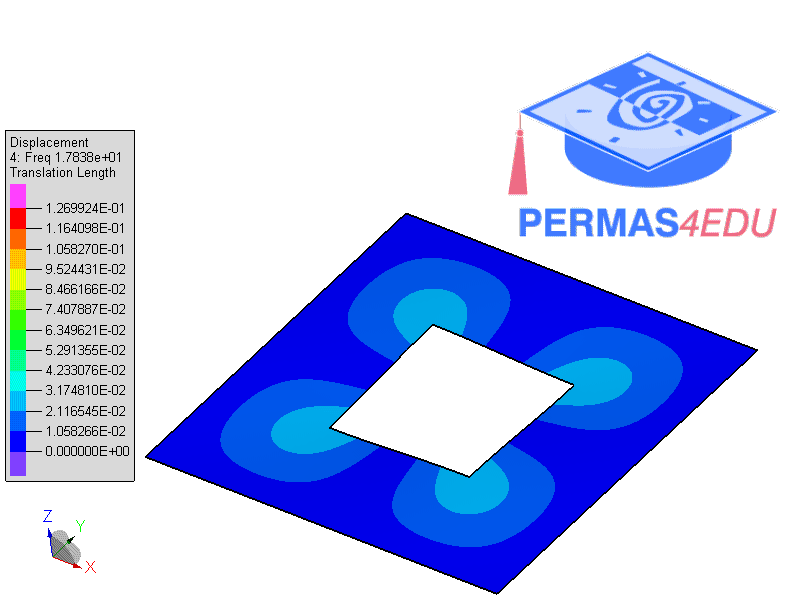 Displacement
4: Freq 1.7838e+01
Translation Length
1.269924E-01
1.164098E-01
1.058270E-01
9.524431E-02
8.466166E-02
7.407887E-02
6.349621E-02
5.291355E-02
4.233076E-02
3.174810E-02
2.116545E-02
1.058266E-02
0.000000E+00
PERMAS4EDU
Z
Y
X